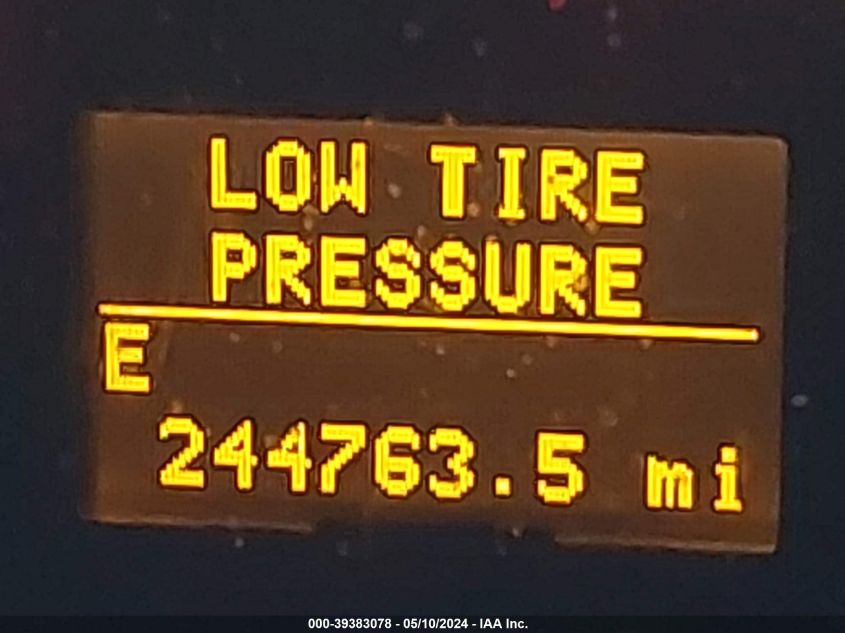 LOW TIRE
PRESSURE
E
244763.5 mi
000-39383078 - 05/10/2024 - IAA Inc.